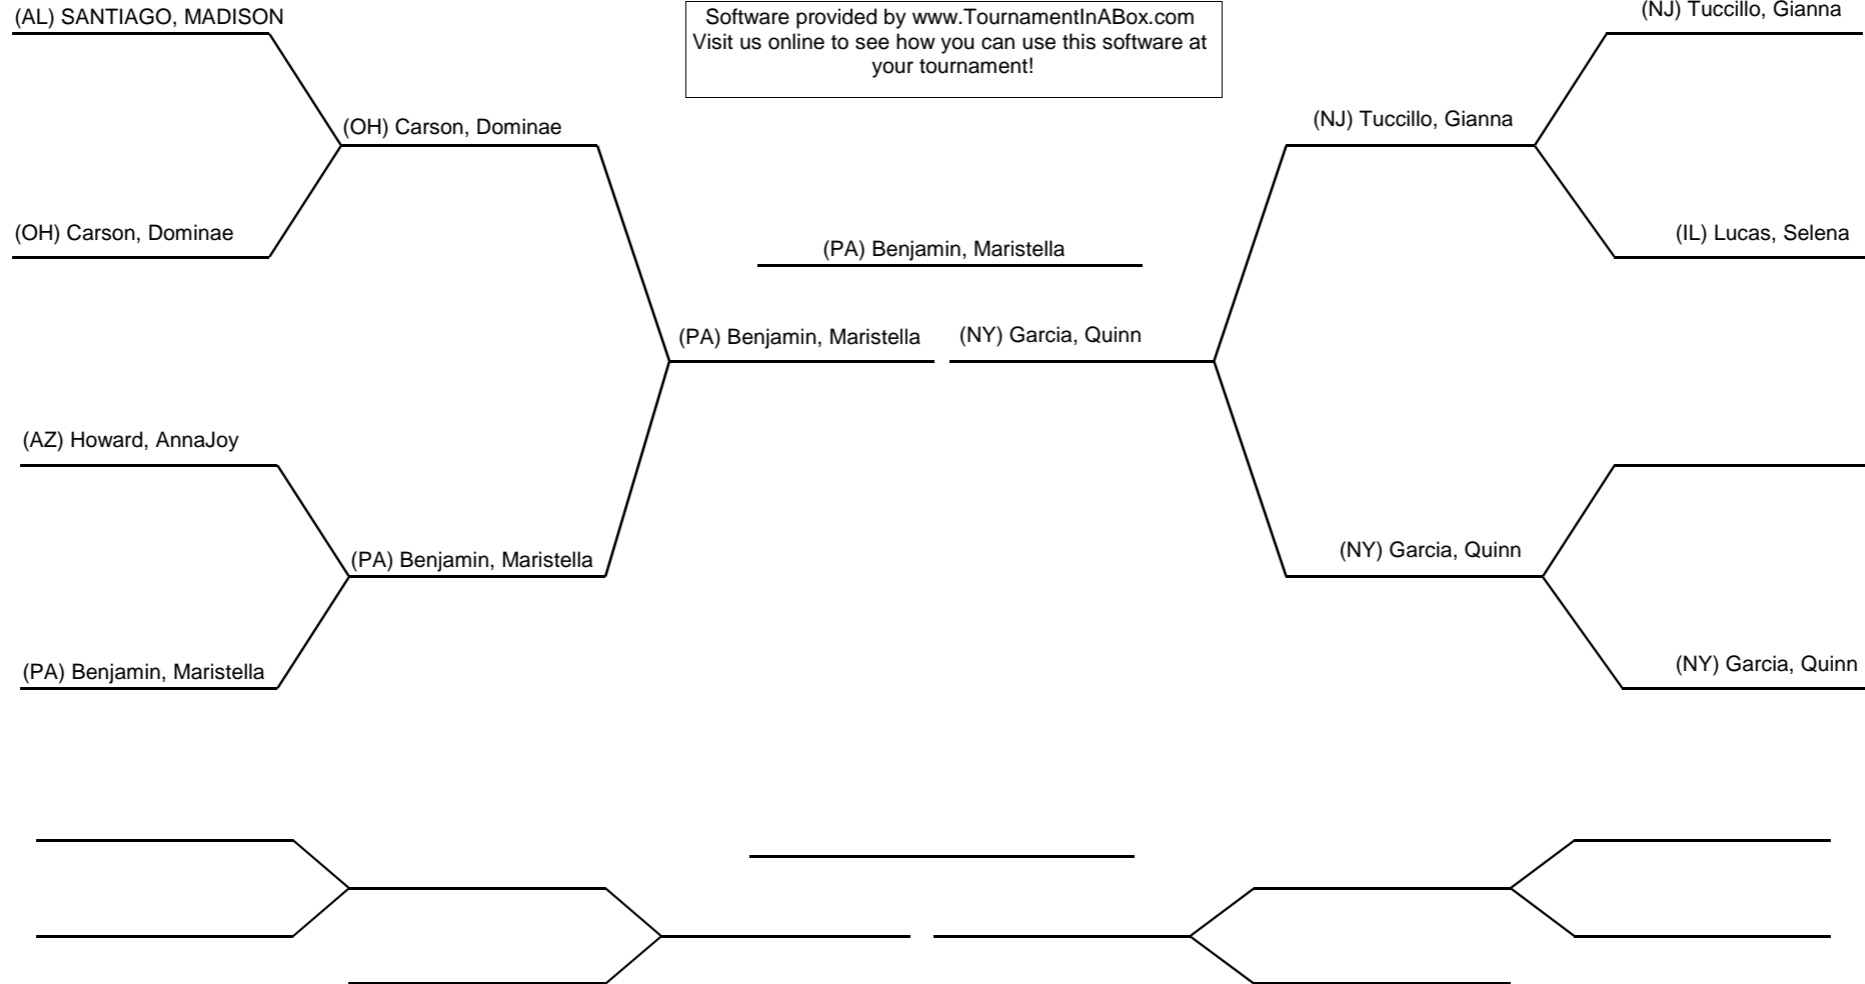 (AL) SANTIAGO, MADISON
Software provided by www.TournamentInABox.com
Visit us online to see how you can use this software at
your tournament!
(NJ) Tuccillo, Gianna
(OH) Carson, Dominae
(NJ) Tuccillo, Gianna
(OH) Carson, Dominae
(PA) Benjamin, Maristella
(IL) Lucas, Selena
(PA) Benjamin, Maristella
(NY) Garcia, Quinn
(AZ) Howard, AnnaJoy
(PA) Benjamin, Maristella
(NY) Garcia, Quinn
(PA) Benjamin, Maristella
(NY) Garcia, Quinn